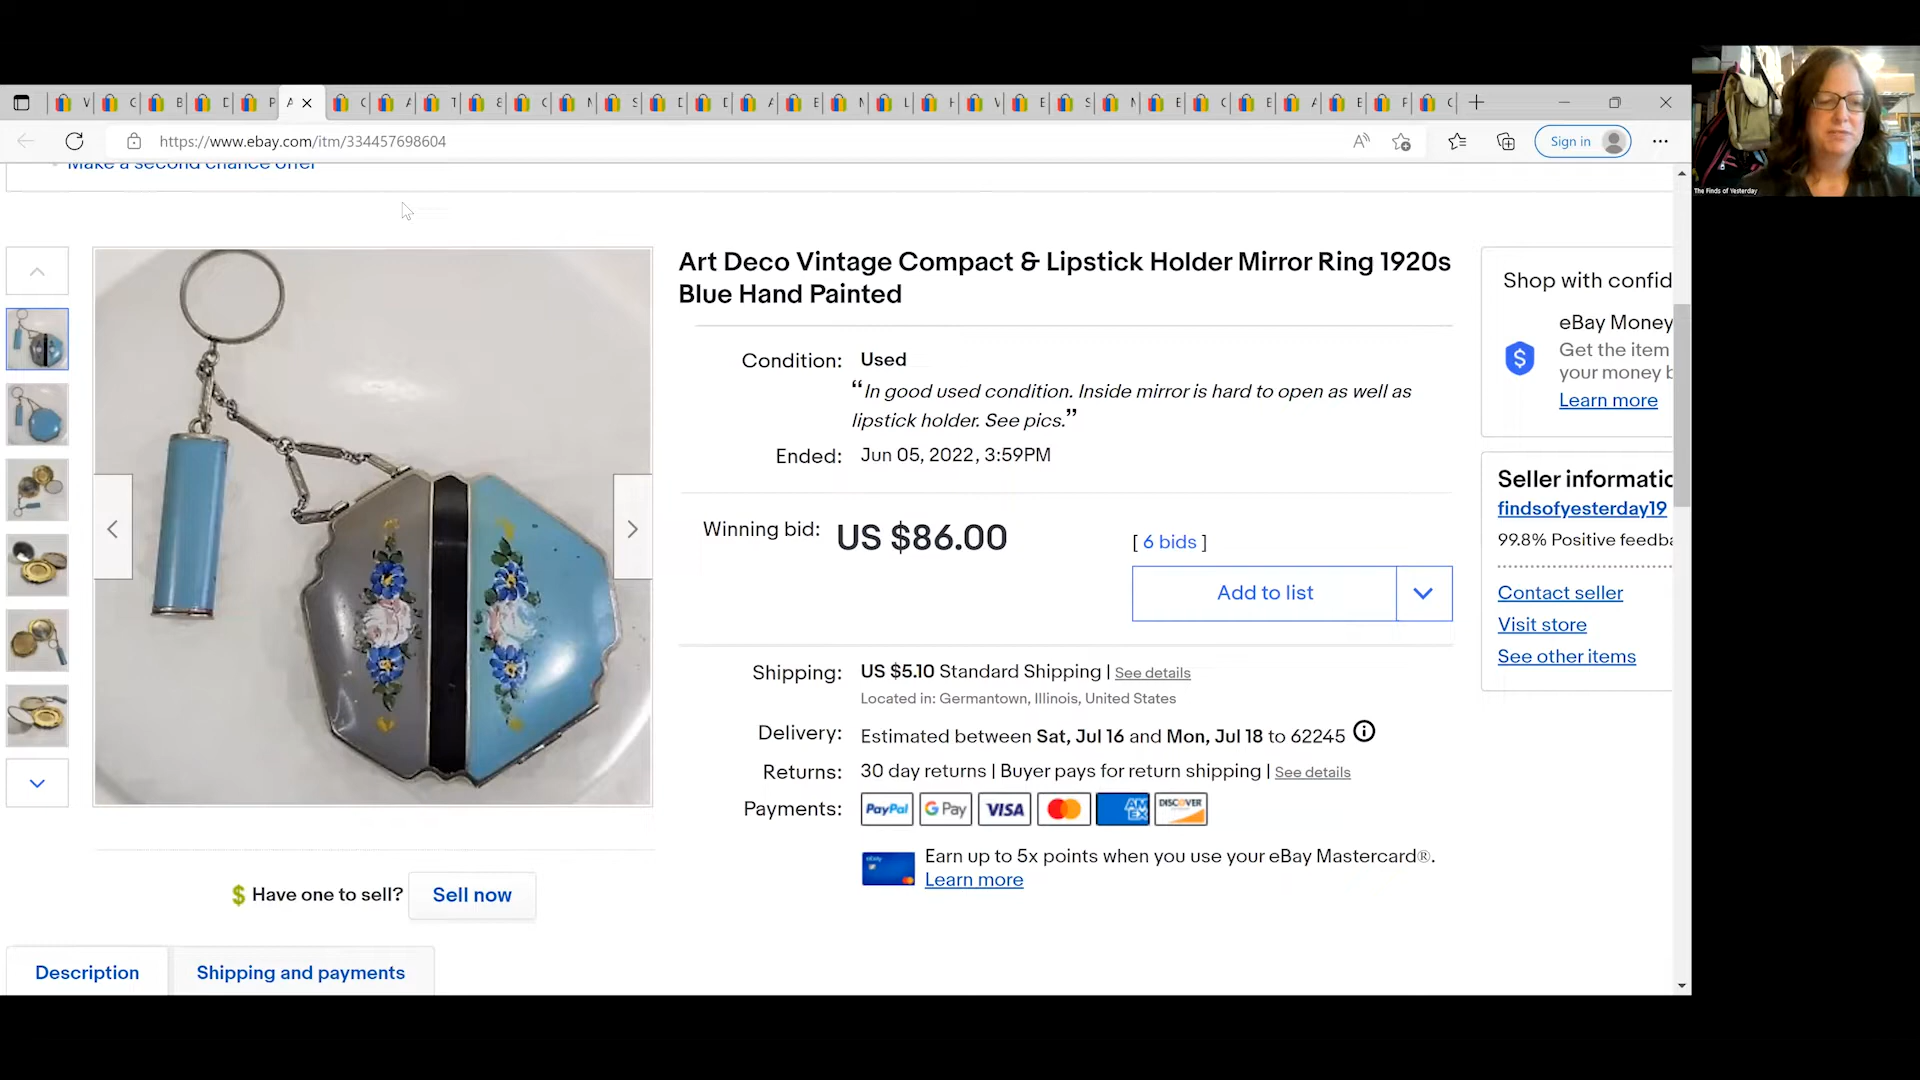 https://www.ebay.com/itm/334457698604
Sign in
The Finds of Yesterday
Make a second chance offer
Art Deco Vintage Compact & Lipstick Holder Mirror Ring 1920s
Blue Hand Painted
Condition: Used
“In good used condition. Inside mirror is hard to open as well as
lipstick holder. See pics.”
Ended: Jun 05, 2022, 3:59PM
Winning bid: US $86.00 [ 6 bids ]
Add to list
Shipping: US $5.10 Standard Shipping | See details
Located in: Germantown, Illinois, United States
Delivery: Estimated between Sat, Jul 16 and Mon, Jul 18 to 62245
Returns: 30 day returns | Buyer pays for return shipping | See details
Payments: PayPal G Pay VISA AM EX DISCOVER
Earn up to 5x points when you use your eBay Mastercard®.
Learn more
Shop with confid
eBay Money
Get the item
your money b
Learn more
Seller informatio
findsofyesterday19
99.8% Positive feedba
Contact seller
Visit store
See other items
$ Have one to sell? Sell now
Description
Shipping and payments